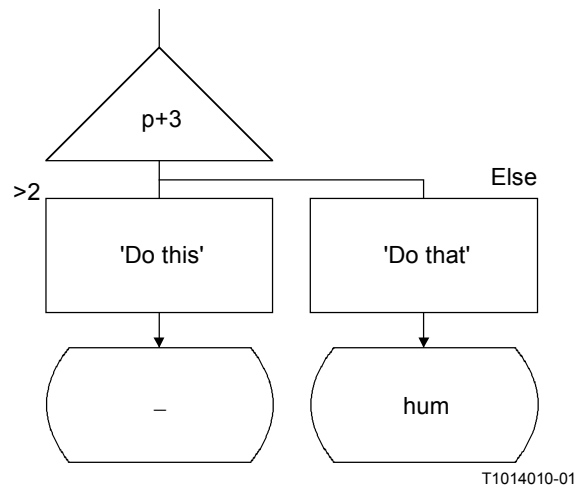 p+3
>2
Else
'Do this'
'Do that'
–
hum
T1014010-01